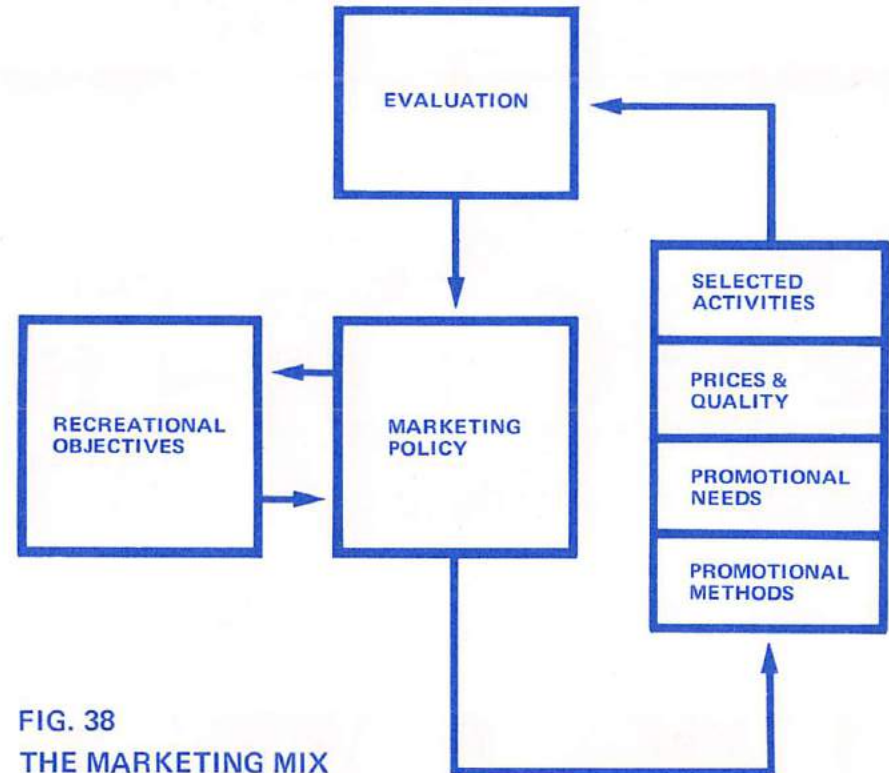 EVALUATION
SELECTED
ACTIVITIES
PRICES &
QUALITY
PROMOTIONAL
NEEDS
PROMOTIONAL
METHODS
RECREATIONAL
OBJECTIVES
MARKETING
POLICY
FIG. 38
THE MARKETING MIX